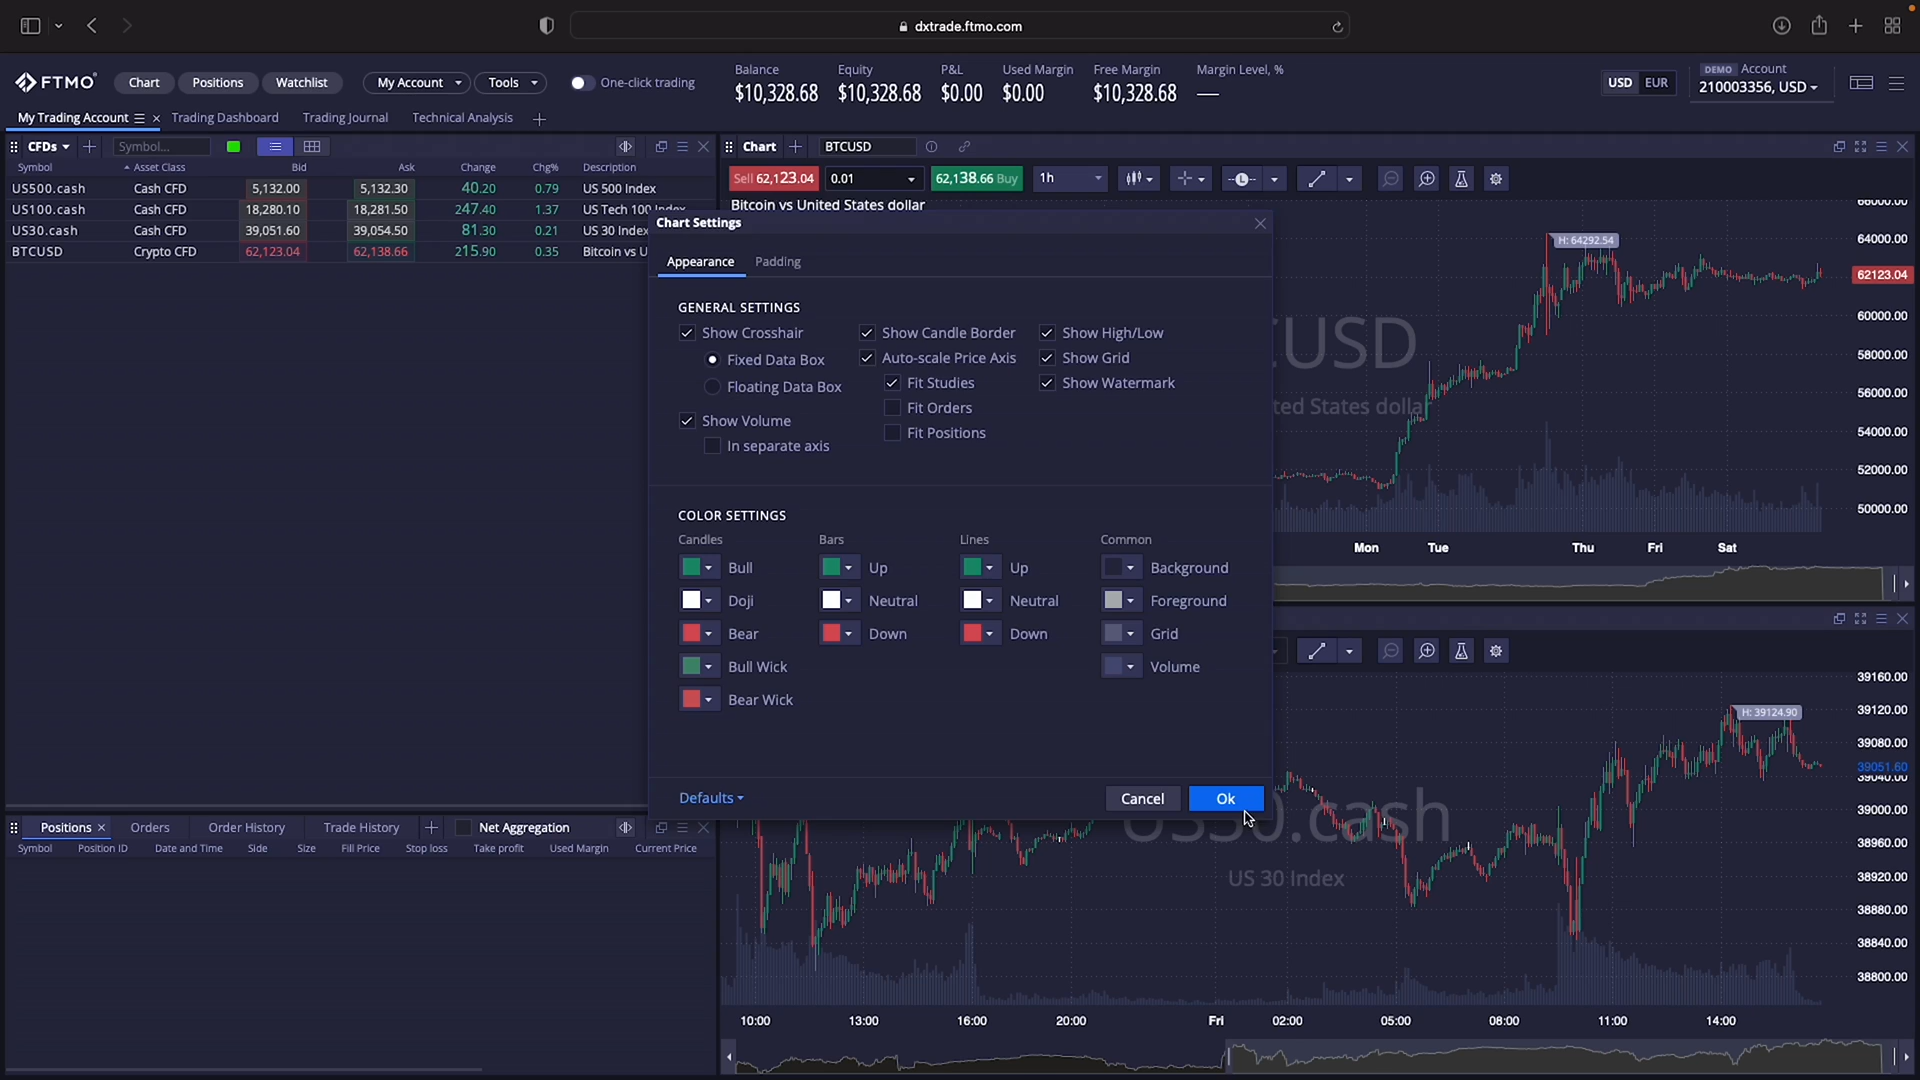 dxtrade.ftmo.com
FTMO Chart Positions Watchlist My Account Tools One-click trading
Balance $10,328.68
Equity $10,328.68
P&L $0.00
Used Margin $0.00
Free Margin $10,328.68
Margin Level, % —
USD EUR
DEMO Account
210003356, USD
My Trading Account Trading Dashboard Trading Journal Technical Analysis
CFDs Symbol...
Symbol Asset Class Bid Ask Change Chg% Description
US500.cash Cash CFD 5,132.00 5,132.30 40.20 0.79 US 500 Index
US100.cash Cash CFD 18,280.10 18,281.50 247.40 1.37 US Tech 100 Index
US30.cash Cash CFD 39,051.60 39,054.50 81.30 0.21 US 30 Index
BTCUSD Crypto CFD 62,123.04 62,138.66 215.90 0.35 Bitcoin vs U
Chart BTCUSD
Sell 62,123.04 0.01 62,138.66 Buy 1h L
Bitcoin vs United States dollar
Chart Settings
Appearance Padding
GENERAL SETTINGS
Show Crosshair Show Candle Border Show High/Low
Fixed Data Box Auto-scale Price Axis Show Grid
Floating Data Box Fit Studies Show Watermark
Fit Orders
Show Volume Fit Positions
In separate axis
COLOR SETTINGS
Candles Bars Lines Common
Bull Up Up Background
Doji Neutral Neutral Foreground
Bear Down Down Grid
Bull Wick Volume
Bear Wick
Defaults Cancel Ok
USD
ted States dollar
H: 64292.54
66000.00
64000.00
62123.04
60000.00
58000.00
56000.00
54000.00
52000.00
50000.00
Mon Tue Thu Fri Sat
H: 39124.90
39160.00
39120.00
39080.00
39051.60
39040.00
39000.00
38960.00
38920.00
38880.00
38840.00
38800.00
US30.cash
US 30 Index
10:00 13:00 16:00 20:00 Fri 02:00 05:00 08:00 11:00 14:00
Positions Orders Order History Trade History Net Aggregation
Symbol Position ID Date and Time Side Size Fill Price Stop loss Take profit Used Margin Current Price